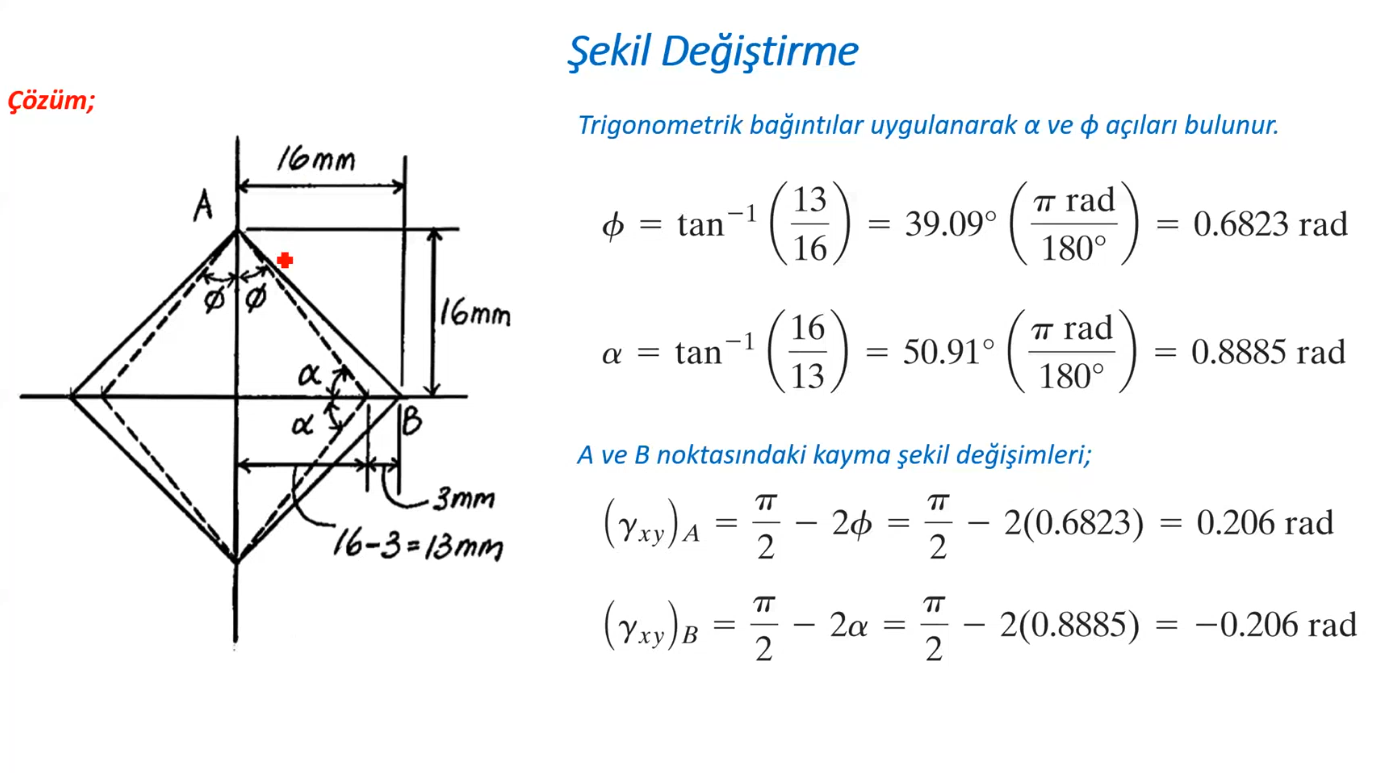 Şekil Değiştirme
Çözüm;
16mm
A
ϕ ϕ
16mm
α
α
B
3mm
16-3=13mm
Trigonometrik bağıntılar uygulanarak α ve ϕ açıları bulunur.
ϕ = tan⁻¹ (13/16) = 39.09° (π rad/180°) = 0.6823 rad
α = tan⁻¹ (16/13) = 50.91° (π rad/180°) = 0.8885 rad
A ve B noktasındaki kayma şekil değişimleri;
(γxy)A = π/2 − 2ϕ = π/2 − 2(0.6823) = 0.206 rad
(γxy)B = π/2 − 2α = π/2 − 2(0.8885) = −0.206 rad